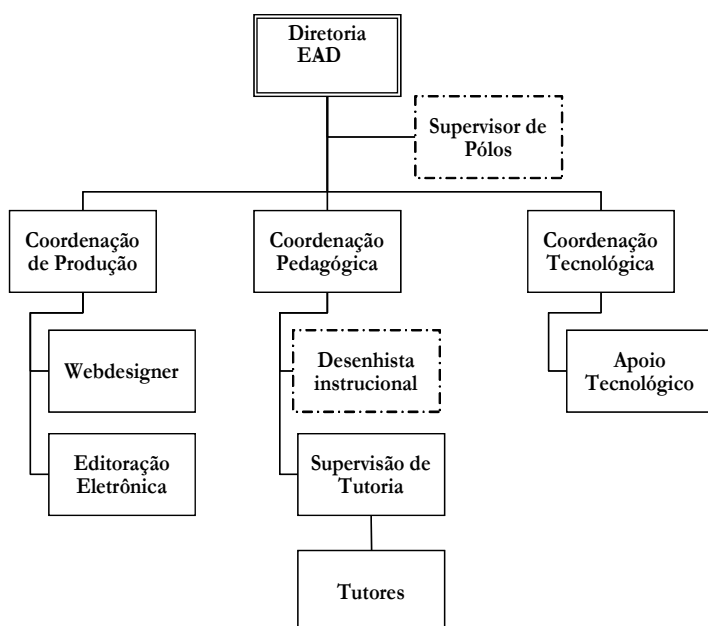 Diretoria
EAD
Supervisor de
Pólos
Coordenação
de Produção
Coordenação
Pedagógica
Coordenação
Tecnológica
Webdesigner
Desenhista
instrucional
Apoio
Tecnológico
Editoração
Eletrônica
Supervisão de
Tutoria
Tutores